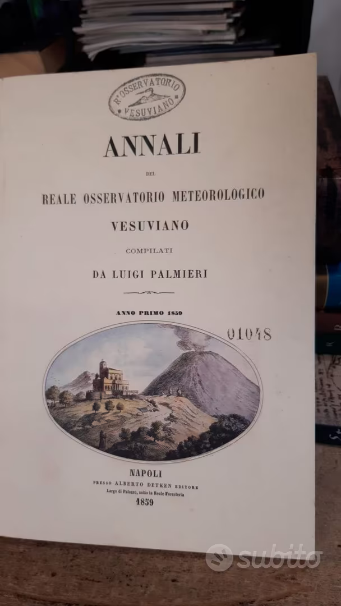 R. OSSERVATORIO
VESUVIANO
ANNALI
DEL
REALE OSSERVATORIO METEOROLOGICO
VESUVIANO
COMPILATI
DA LUIGI PALMIERI
ANNO PRIMO 1859
01048
NAPOLI
PRESSO ALBERTO DETKEN EDITORE
Largo di Palazzo, sotto la Reale Foresteria
1859
subito